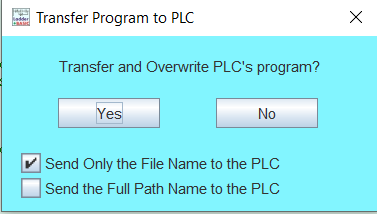 Transfer Program to PLC
Transfer and Overwrite PLC's program?
Yes No
Send Only the File Name to the PLC
Send the Full Path Name to the PLC